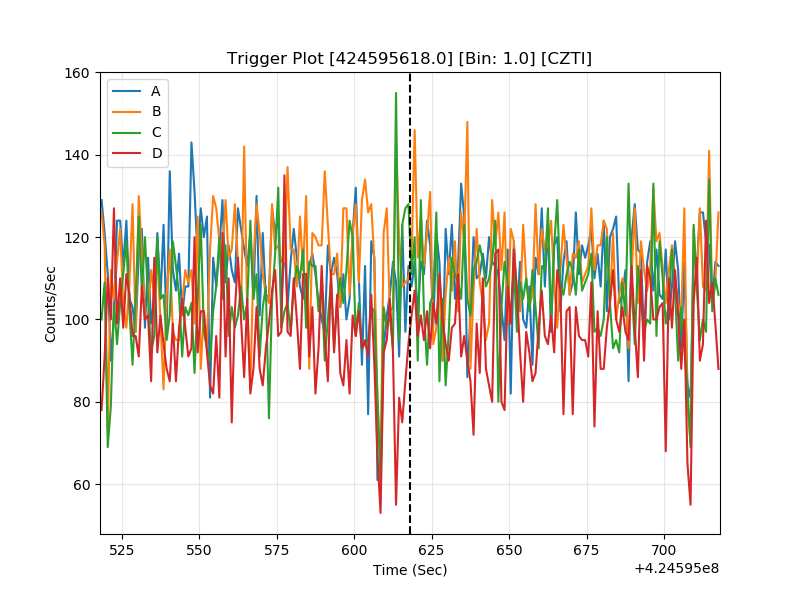 Trigger Plot [424595618.0] [Bin: 1.0] [CZTI]
160
140
120
100
80
60
Counts/Sec
A
B
C
D
525
550
575
600
625
650
675
700
+4.24595e8
Time (Sec)